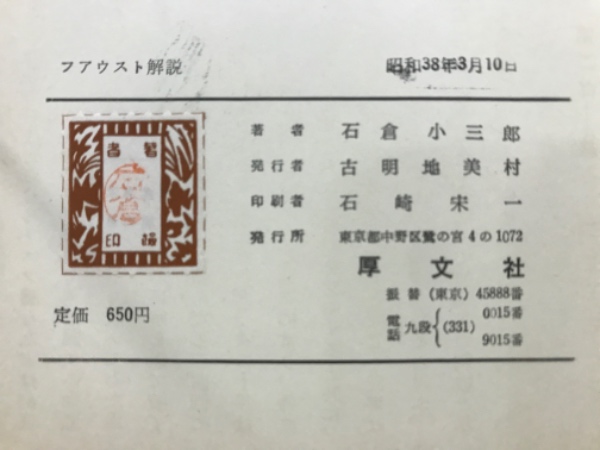 フアウスト解説
昭和38年3月10日
著者 石倉小三郎
発行者 古明地美村
印刷者 石崎宋一
発行所 東京都中野区鷺の宮4の1072
厚文社
振替(東京)45888番
電話 九段(331) 0015番
9015番
著者
検印
定価 650円